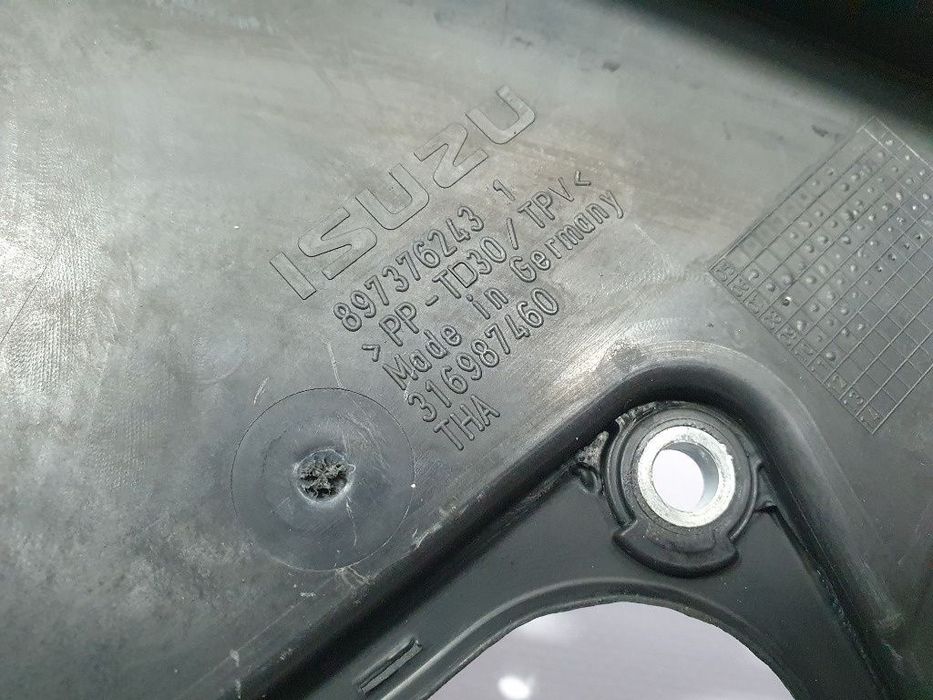 ISUZU
897376243 1
>PP-TD30/TPV<
Made in Germany
316987460
THA